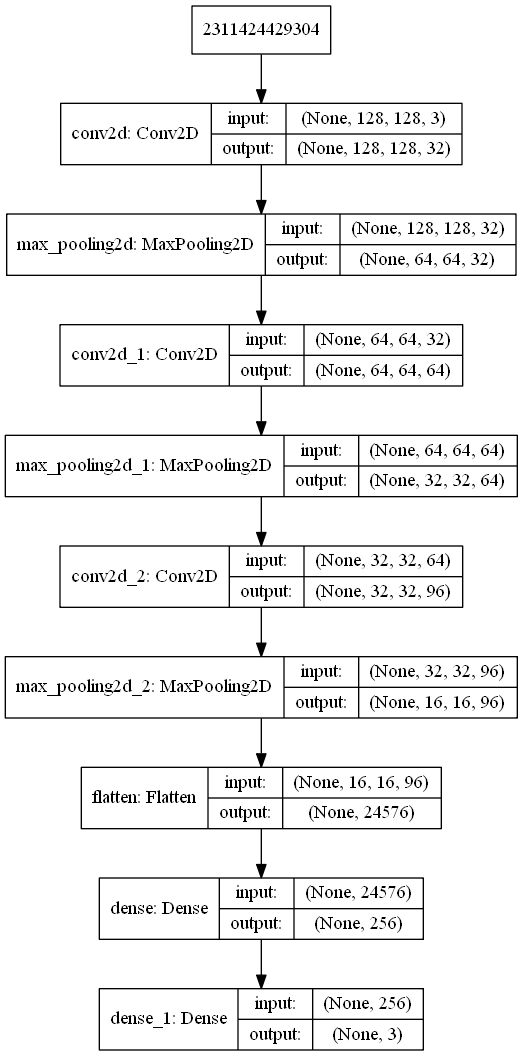 2311424429304
conv2d: Conv2D
input: (None, 128, 128, 3)
output: (None, 128, 128, 32)
max_pooling2d: MaxPooling2D
input: (None, 128, 128, 32)
output: (None, 64, 64, 32)
conv2d_1: Conv2D
input: (None, 64, 64, 32)
output: (None, 64, 64, 64)
max_pooling2d_1: MaxPooling2D
input: (None, 64, 64, 64)
output: (None, 32, 32, 64)
conv2d_2: Conv2D
input: (None, 32, 32, 64)
output: (None, 32, 32, 96)
max_pooling2d_2: MaxPooling2D
input: (None, 32, 32, 96)
output: (None, 16, 16, 96)
flatten: Flatten
input: (None, 16, 16, 96)
output: (None, 24576)
dense: Dense
input: (None, 24576)
output: (None, 256)
dense_1: Dense
input: (None, 256)
output: (None, 3)